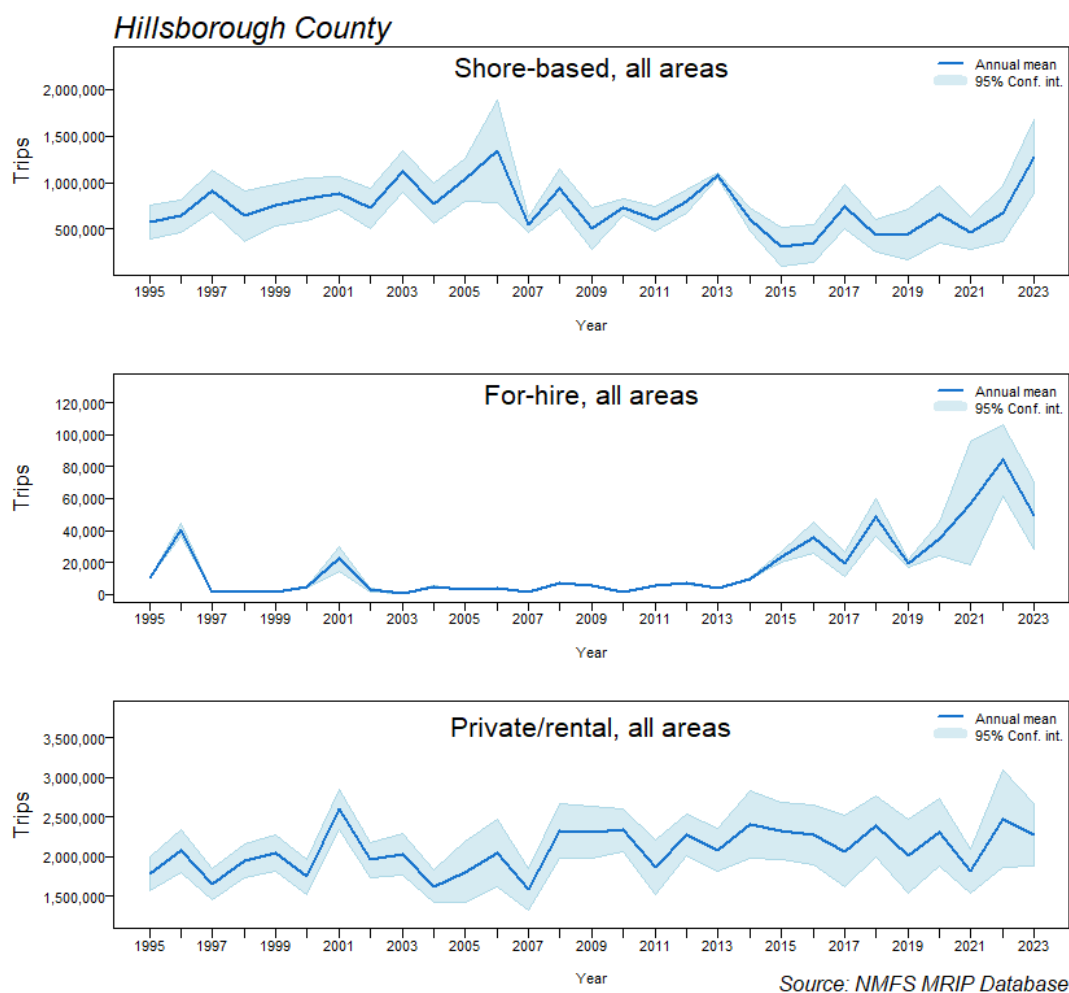 Hillsborough County
Shore-based, all areas
Annual mean
95% Conf. int.
Trips
2,000,000
1,500,000
1,000,000
500,000
1995 1997 1999 2001 2003 2005 2007 2009 2011 2013 2015 2017 2019 2021 2023
Year
For-hire, all areas
Annual mean
95% Conf. int.
Trips
120,000
100,000
80,000
60,000
40,000
20,000
0
1995 1997 1999 2001 2003 2005 2007 2009 2011 2013 2015 2017 2019 2021 2023
Year
Private/rental, all areas
Annual mean
95% Conf. int.
Trips
3,500,000
3,000,000
2,500,000
2,000,000
1,500,000
1995 1997 1999 2001 2003 2005 2007 2009 2011 2013 2015 2017 2019 2021 2023
Year
Source: NMFS MRIP Database